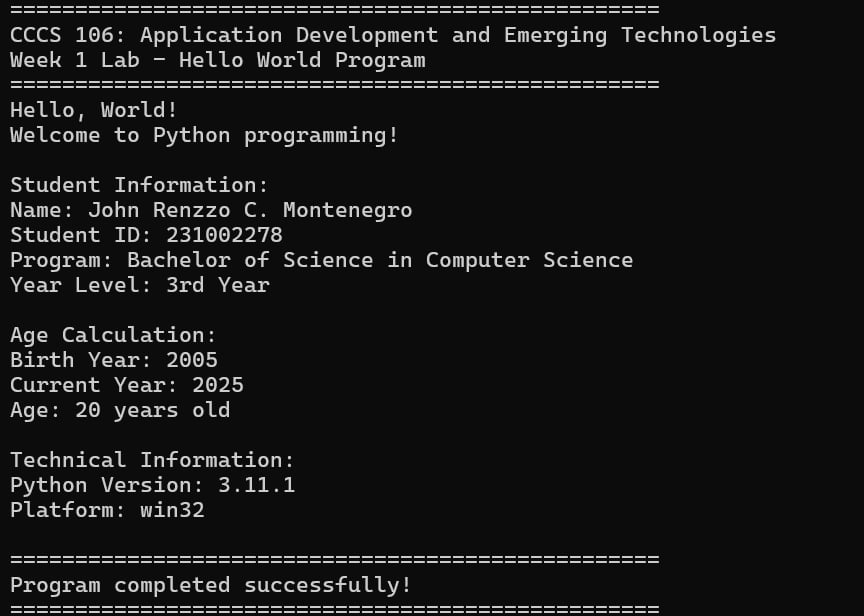 ==================================================
CCCS 106: Application Development and Emerging Technologies
Week 1 Lab - Hello World Program
==================================================
Hello, World!
Welcome to Python programming!
Student Information:
Name: John Renzzo C. Montenegro
Student ID: 231002278
Program: Bachelor of Science in Computer Science
Year Level: 3rd Year
Age Calculation:
Birth Year: 2005
Current Year: 2025
Age: 20 years old
Technical Information:
Python Version: 3.11.1
Platform: win32
==================================================
Program completed successfully!
==================================================